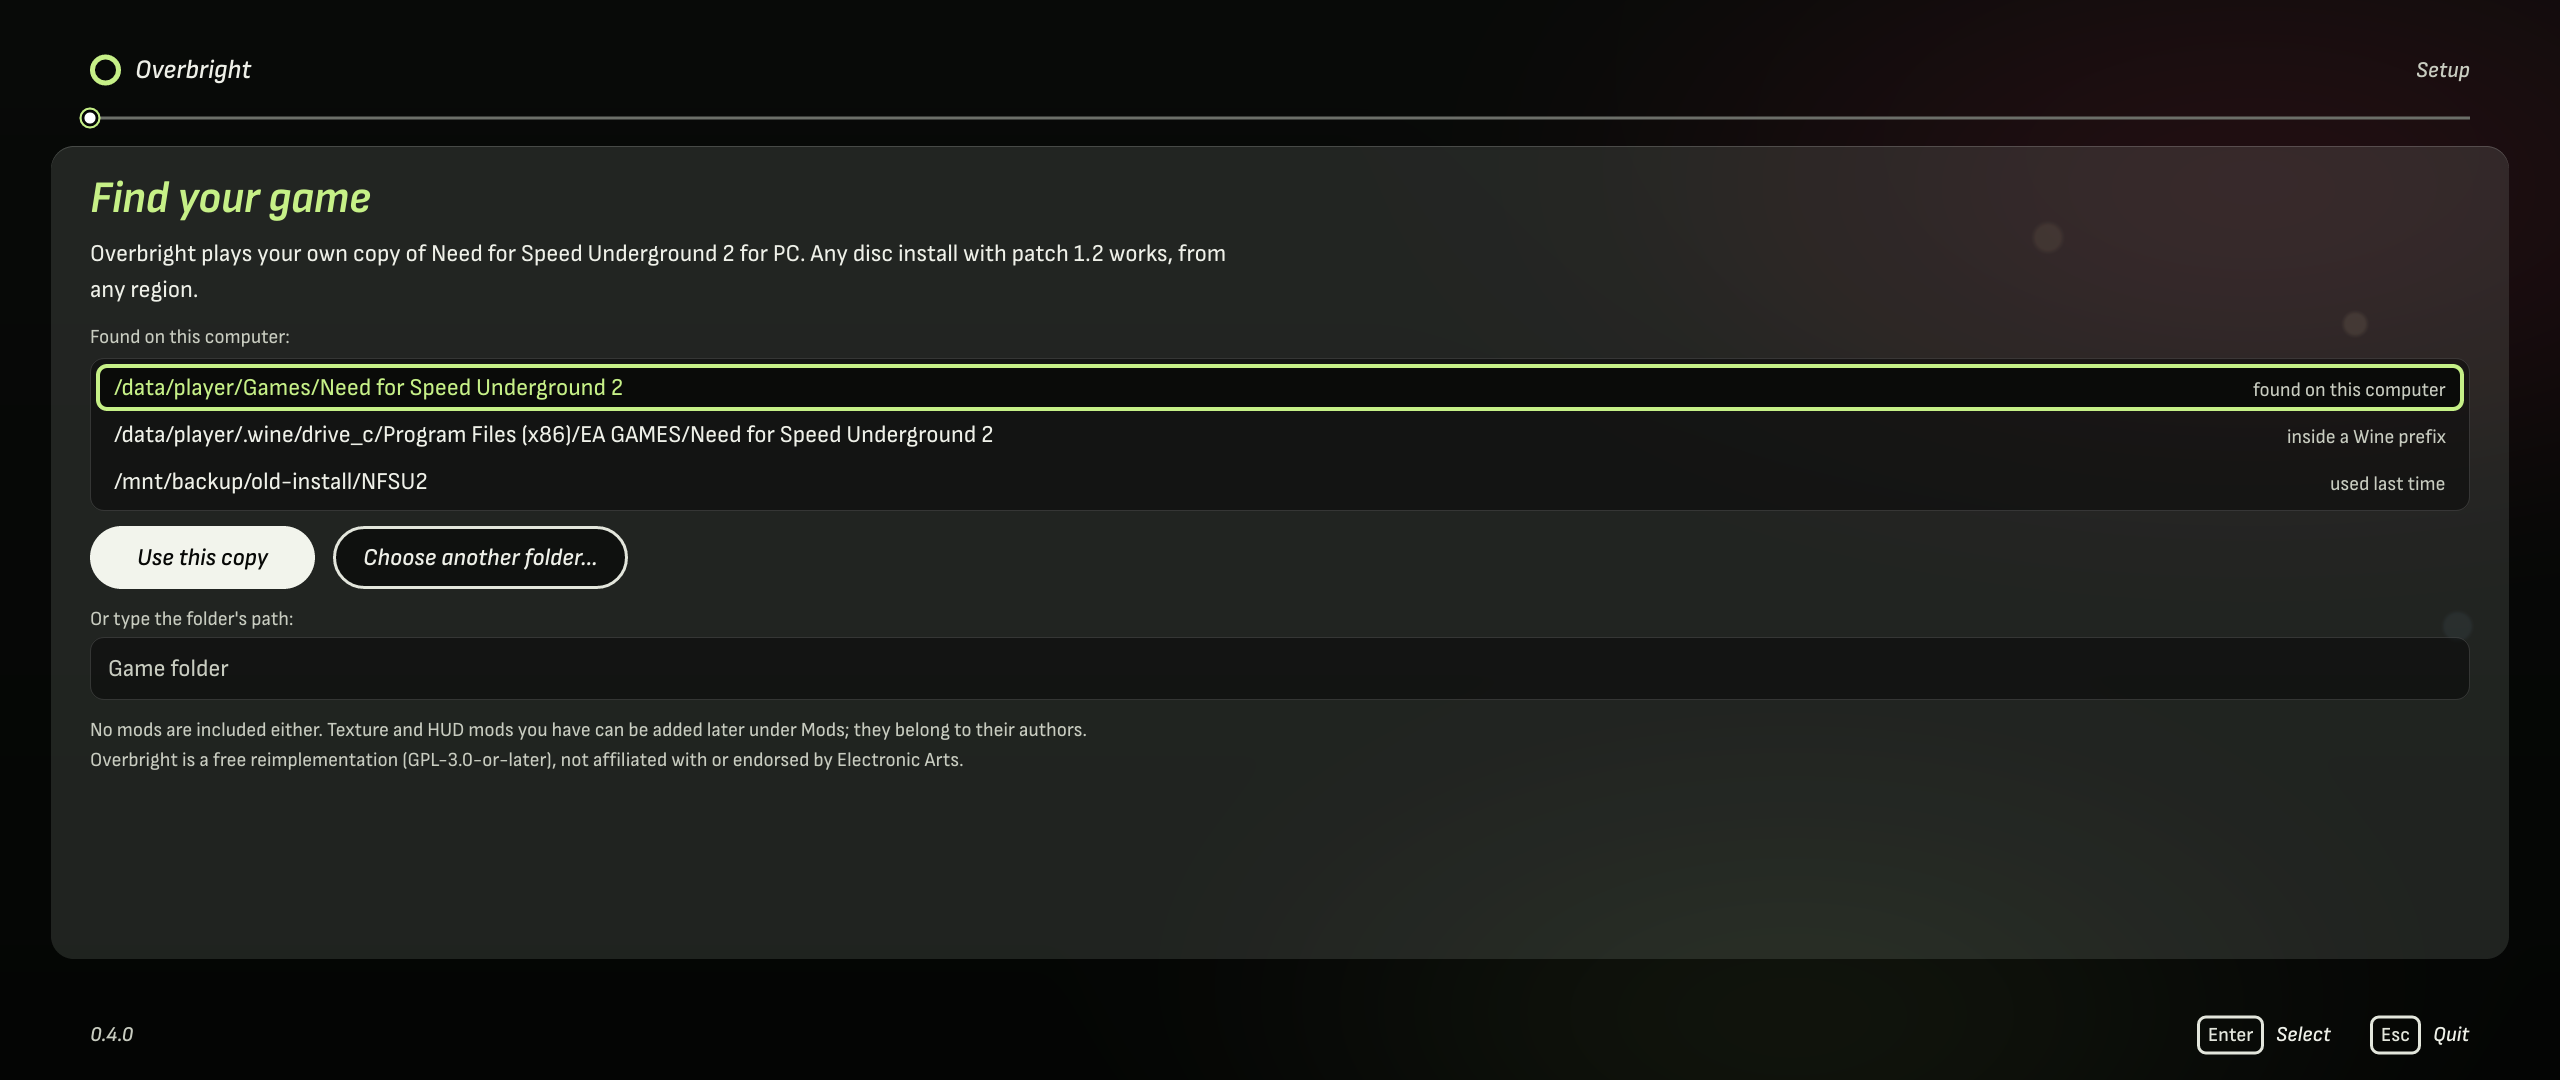 Overbright
Setup
Find your game
Overbright plays your own copy of Need for Speed Underground 2 for PC. Any disc install with patch 1.2 works, from
any region.
Found on this computer:
/data/player/Games/Need for Speed Underground 2
found on this computer
/data/player/.wine/drive_c/Program Files (x86)/EA GAMES/Need for Speed Underground 2
inside a Wine prefix
/mnt/backup/old-install/NFSU2
used last time
Use this copy
Choose another folder...
Or type the folder's path:
Game folder
No mods are included either. Texture and HUD mods you have can be added later under Mods; they belong to their authors.
Overbright is a free reimplementation (GPL-3.0-or-later), not affiliated with or endorsed by Electronic Arts.
0.4.0
Enter Select
Esc Quit